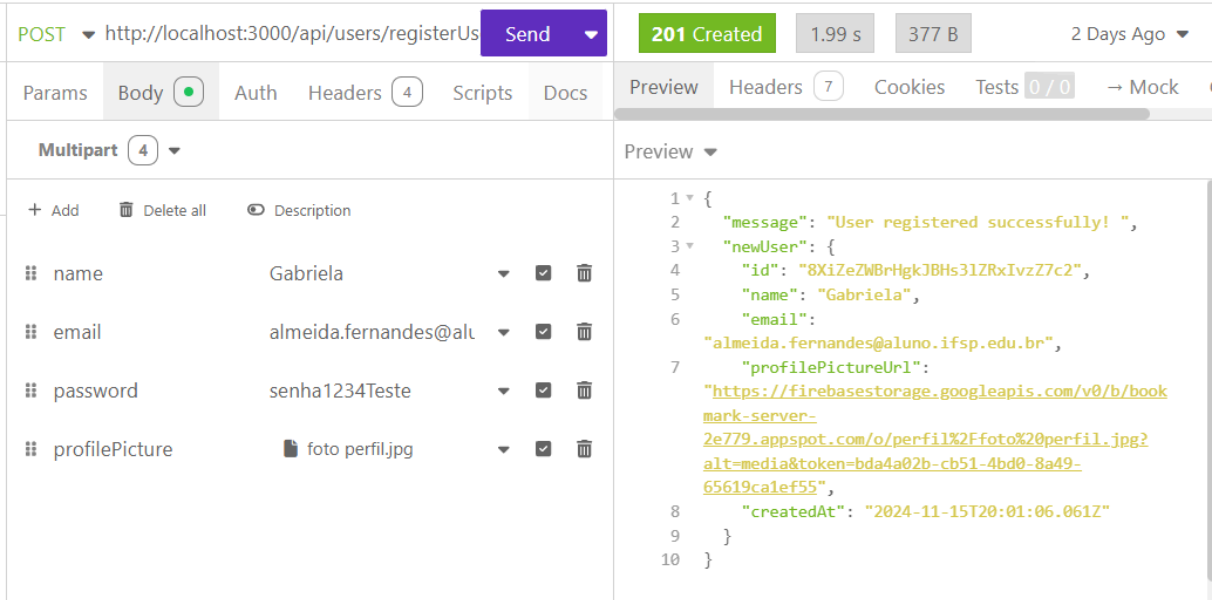 POST http://localhost:3000/api/users/registerUs Send
201 Created 1.99 s 377 B 2 Days Ago
Params Body Auth Headers 4 Scripts Docs
Preview Headers 7 Cookies Tests 0 / 0 → Mock
Multipart 4
Preview
+ Add Delete all Description
name Gabriela
email almeida.fernandes@alu
password senha1234Teste
profilePicture foto perfil.jpg
1 {
2 "message": "User registered successfully! ",
3 "newUser": {
4 "id": "8XiZeZWBrHgkJBHs3lZRxIvzZ7c2",
5 "name": "Gabriela",
6 "email":
"almeida.fernandes@aluno.ifsp.edu.br",
7 "profilePictureUrl":
"https://firebasestorage.googleapis.com/v0/b/book
mark-server-
2e779.appspot.com/o/perfil%2Ffoto%20perfil.jpg?
alt=media&token=bda4a02b-cb51-4bd0-8a49-
65619ca1ef55",
8 "createdAt": "2024-11-15T20:01:06.061Z"
9 }
10 }